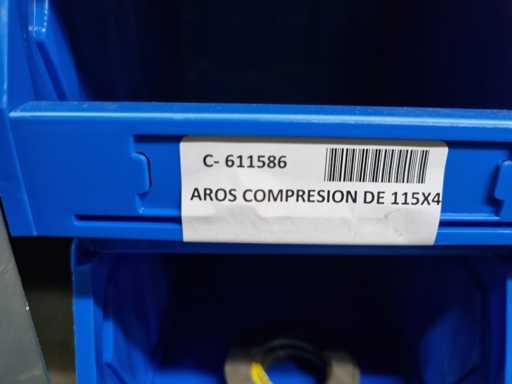 C- 611586
AROS COMPRESION DE 115X4